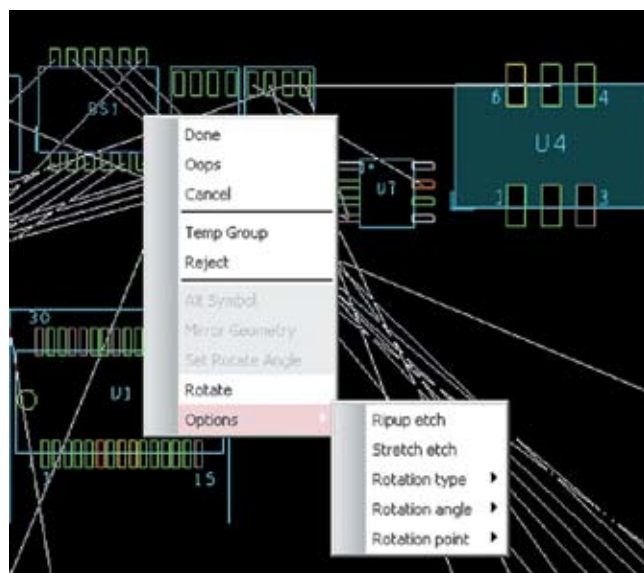 BS1
6
4
U4
Done
Oops
U7
Cancel
1
3
Temp Group
Reject
Alt Symbol
30
Mirror Geometry
Set Rotate Angle
Rotate
U1
Options
Ripup etch
Stretch etch
1
15
Rotation type
Rotation angle
Rotation point